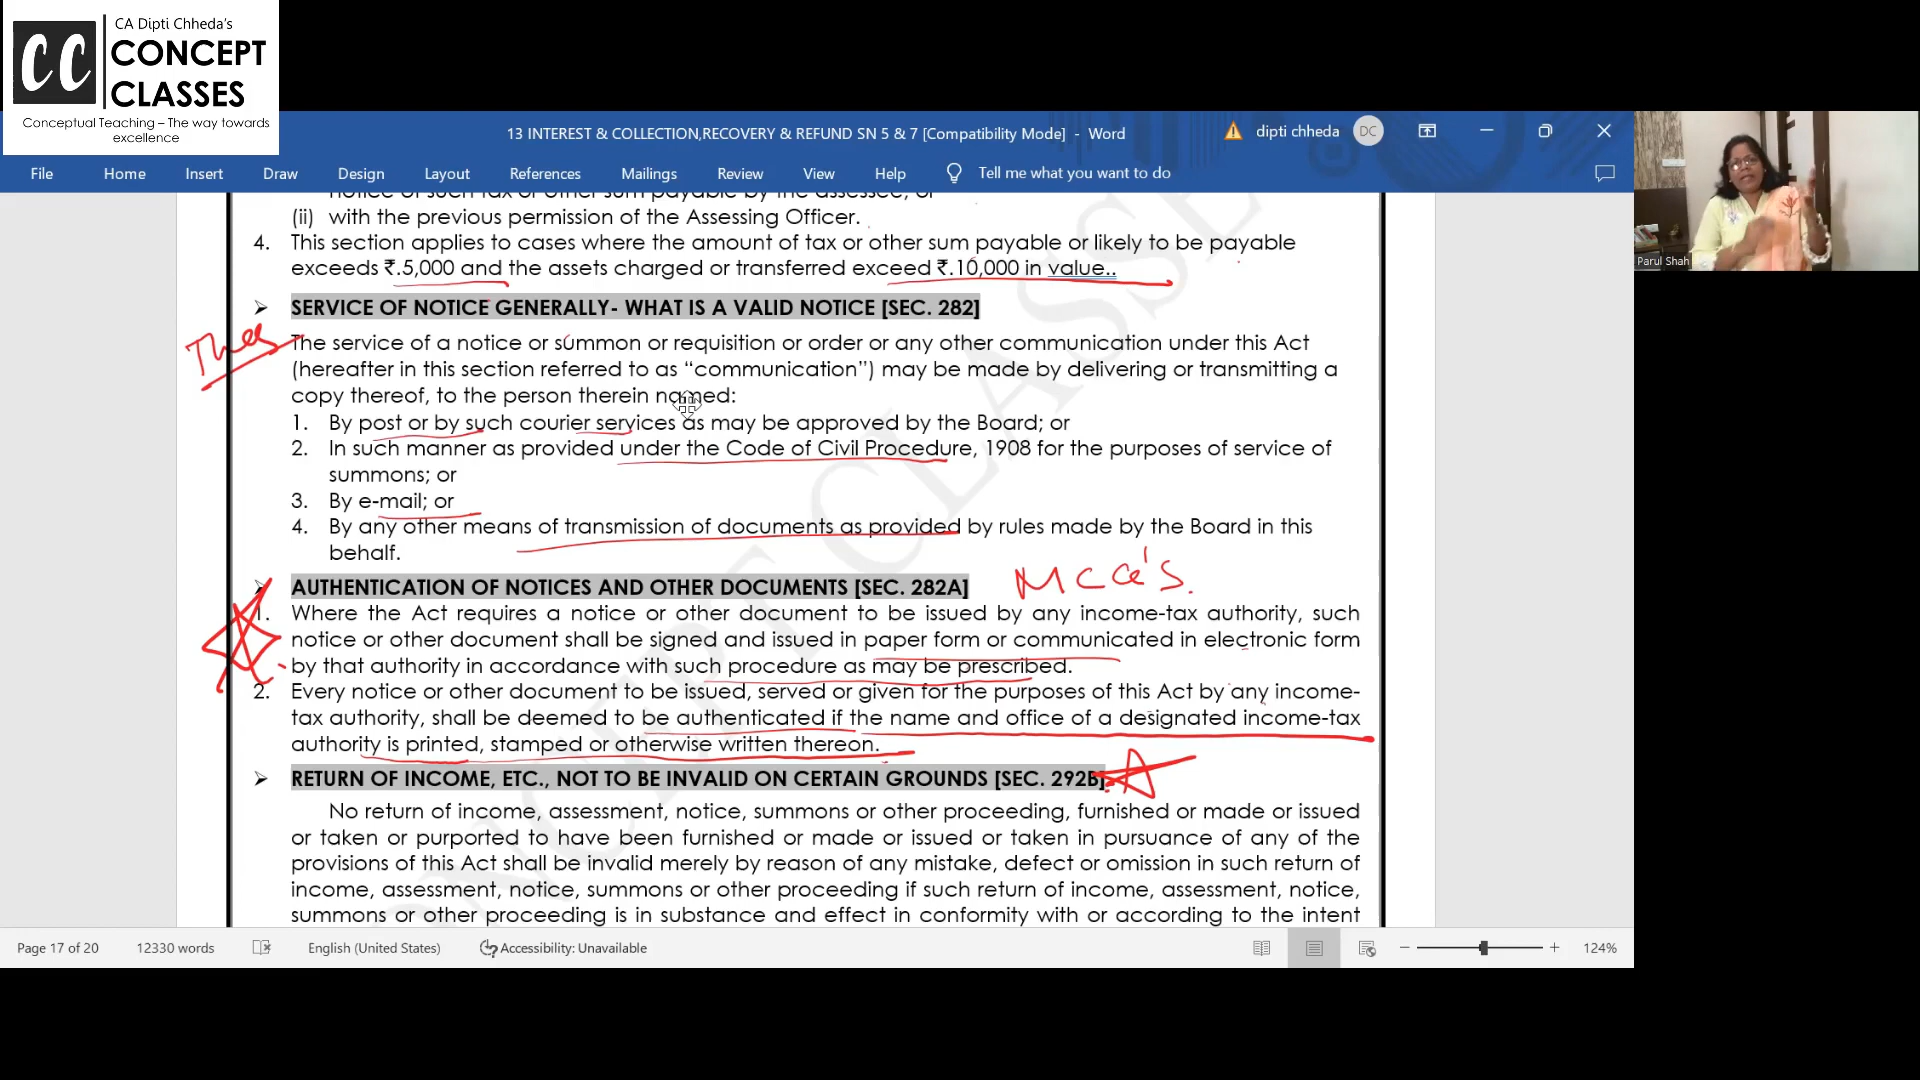 CC
CA Dipti Chheda's
CONCEPT
CLASSES
Conceptual Teaching – The way towards
excellence
13 INTEREST & COLLECTION,RECOVERY & REFUND SN 5 & 7 [Compatibility Mode] - Word
dipti chheda
DC
File Home Insert Draw Design Layout References Mailings Review View Help Tell me what you want to do
Parul Shah
notice of such tax or other sum payable by the assessee, or
(ii) with the previous permission of the Assessing Officer.
4. This section applies to cases where the amount of tax or other sum payable or likely to be payable
exceeds ₹.5,000 and the assets charged or transferred exceed ₹.10,000 in value..
➢ SERVICE OF NOTICE GENERALLY- WHAT IS A VALID NOTICE [SEC. 282]
The service of a notice or summon or requisition or order or any other communication under this Act
(hereafter in this section referred to as “communication”) may be made by delivering or transmitting a
copy thereof, to the person therein named:
1. By post or by such courier services as may be approved by the Board; or
2. In such manner as provided under the Code of Civil Procedure, 1908 for the purposes of service of
summons; or
3. By e-mail; or
4. By any other means of transmission of documents as provided by rules made by the Board in this
behalf.
➢ AUTHENTICATION OF NOTICES AND OTHER DOCUMENTS [SEC. 282A]
MCQ's.
1. Where the Act requires a notice or other document to be issued by any income-tax authority, such
notice or other document shall be signed and issued in paper form or communicated in electronic form
by that authority in accordance with such procedure as may be prescribed.
2. Every notice or other document to be issued, served or given for the purposes of this Act by any income-
tax authority, shall be deemed to be authenticated if the name and office of a designated income-tax
authority is printed, stamped or otherwise written thereon.
➢ RETURN OF INCOME, ETC., NOT TO BE INVALID ON CERTAIN GROUNDS [SEC. 292B]
No return of income, assessment, notice, summons or other proceeding, furnished or made or issued
or taken or purported to have been furnished or made or issued or taken in pursuance of any of the
provisions of this Act shall be invalid merely by reason of any mistake, defect or omission in such return of
income, assessment, notice, summons or other proceeding if such return of income, assessment, notice,
summons or other proceeding is in substance and effect in conformity with or according to the intent
Page 17 of 20 12330 words English (United States) Accessibility: Unavailable 124%